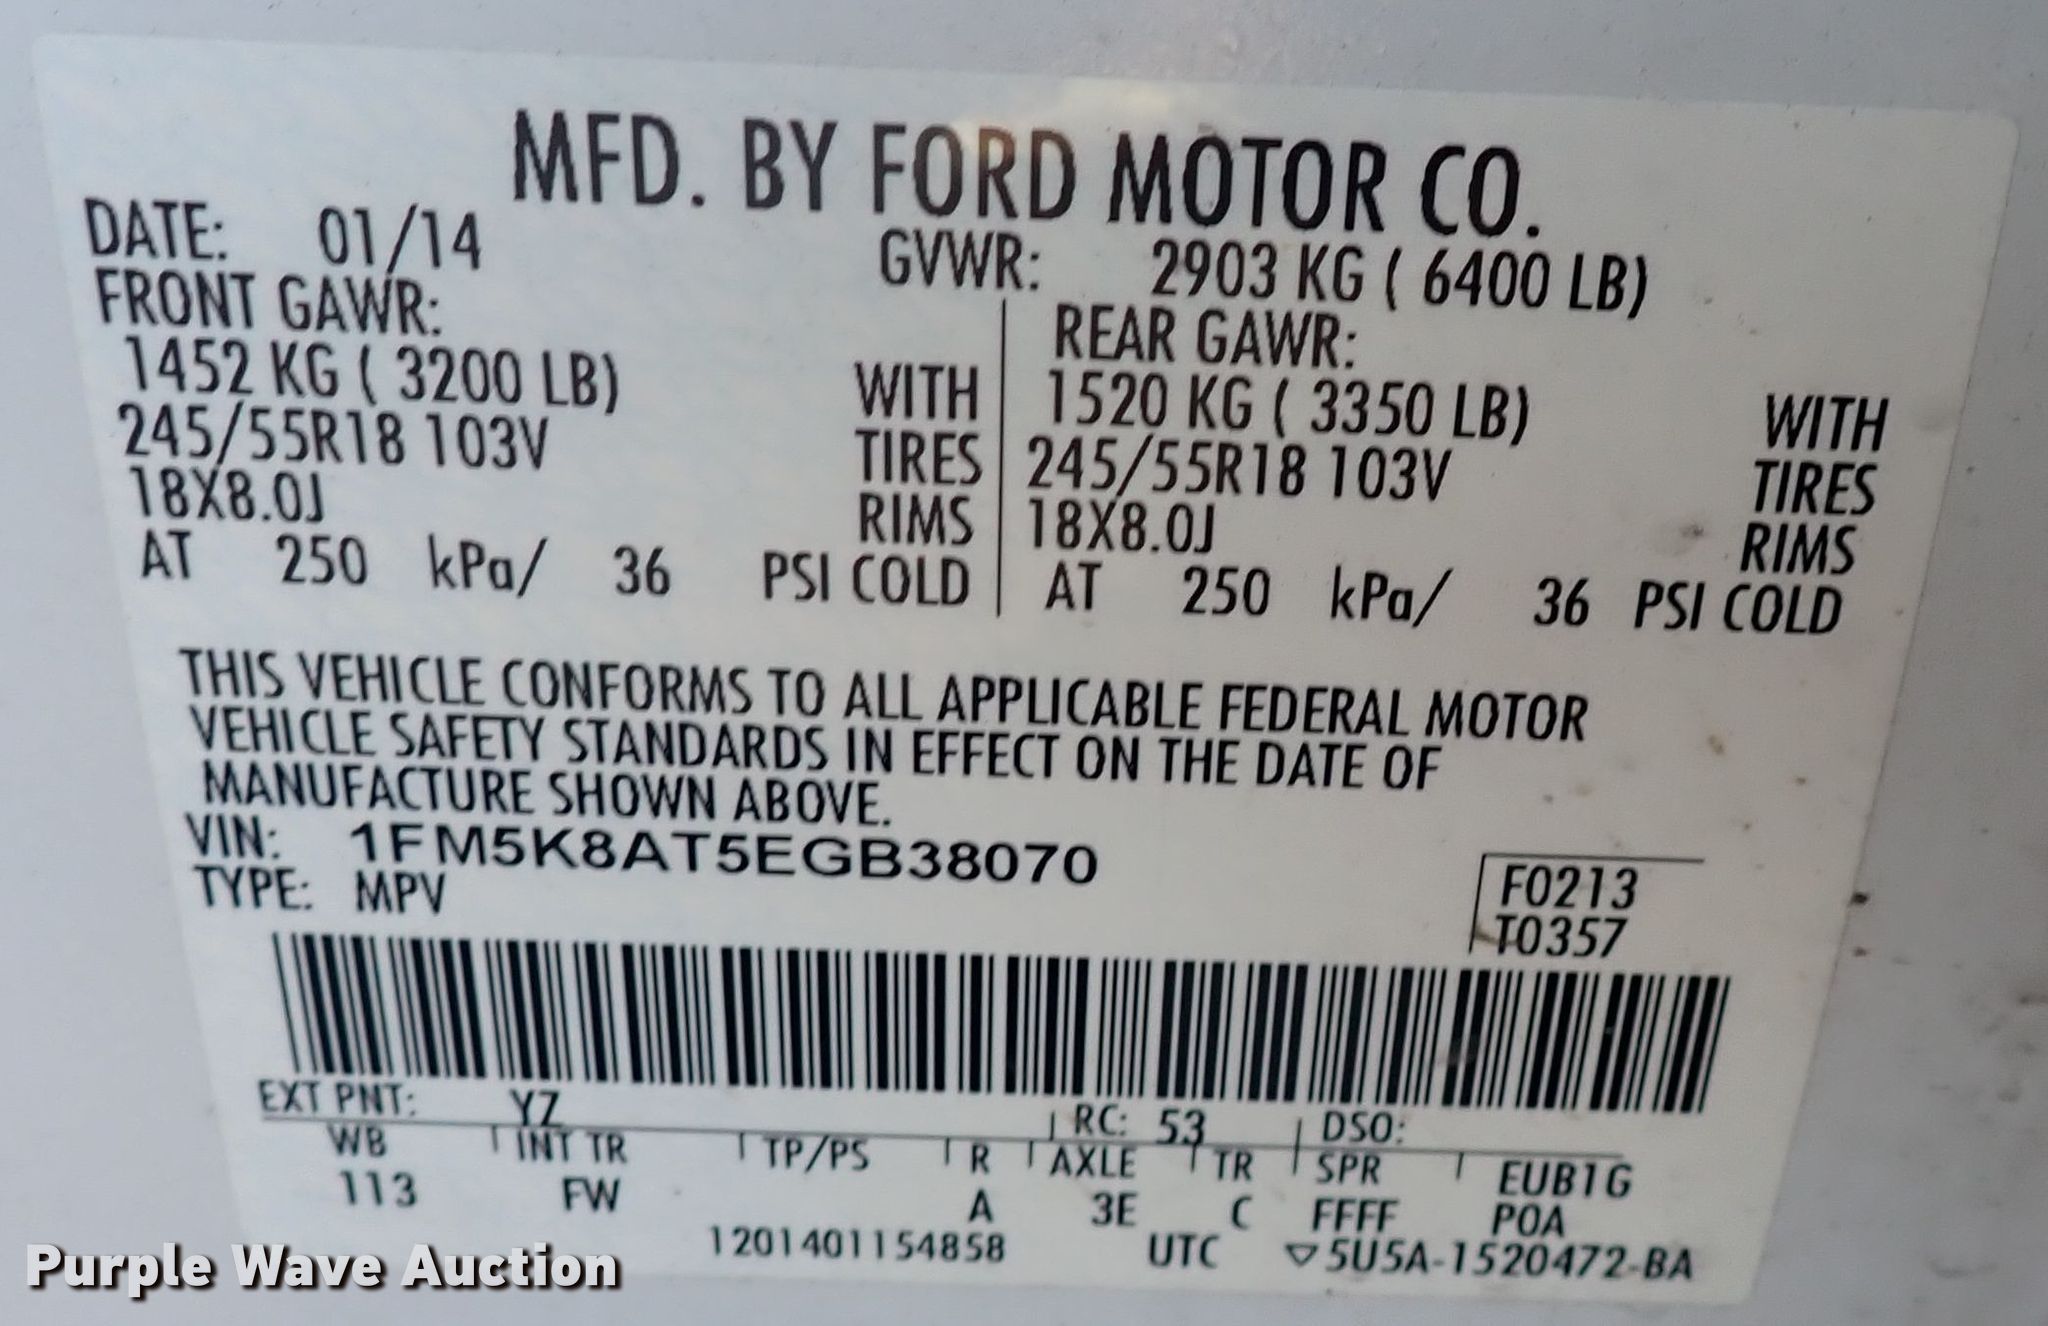 MFD. BY FORD MOTOR CO.
DATE: 01/14 GVWR: 2903 KG ( 6400 LB)
FRONT GAWR: REAR GAWR:
1452 KG ( 3200 LB) WITH 1520 KG ( 3350 LB) WITH
245/55R18 103V TIRES 245/55R18 103V TIRES
18X8.0J RIMS 18X8.0J RIMS
AT 250 kPa/ 36 PSI COLD AT 250 kPa/ 36 PSI COLD
THIS VEHICLE CONFORMS TO ALL APPLICABLE FEDERAL MOTOR
VEHICLE SAFETY STANDARDS IN EFFECT ON THE DATE OF
MANUFACTURE SHOWN ABOVE.
VIN: 1FM5K8AT5EGB38070
TYPE: MPV
F0213
T0357
EXT PNT: YZ RC: 53 DSO:
WB INT TR TP/PS R AXLE TR SPR EUB1G
113 FW A 3E C FFFF POA
1201401154858 UTC ▽5U5A-1520472-BA
Purple Wave Auction